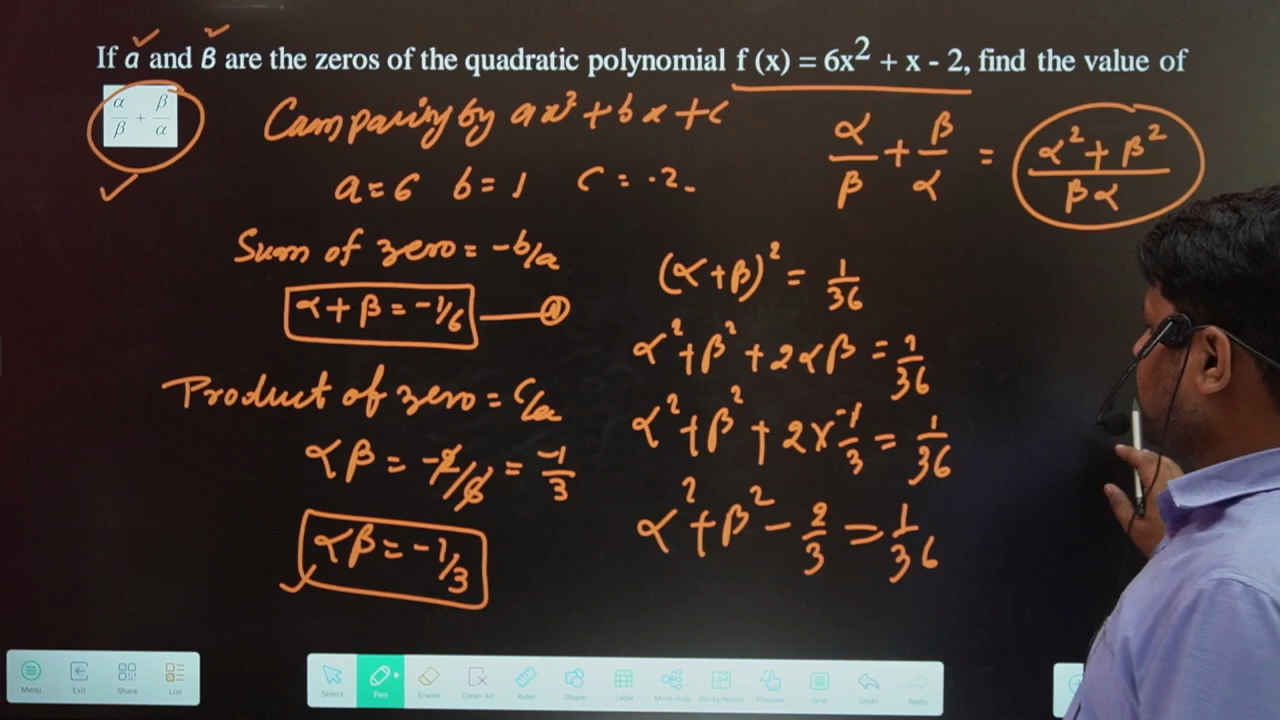 If α and β are the zeros of the quadratic polynomial f (x) = 6x² + x - 2, find the value of
α/β + β/α
Camparing by ax² + bx + c
a = 6 b = 1 c = -2
Sum of zero = -b/a
α + β = -1/6 —— ①
Product of zero = c/a
αβ = -2/6 = -1/3
αβ = -1/3
α/β + β/α = α² + β²/βα
(α + β)² = 1/36
α² + β² + 2αβ = 1/36
α² + β² + 2 × -1/3 = 1/36
α² + β² - 2/3 = 1/36
Menu Exit Share List
Select Pen Eraser Clean All Ruler Shape Table Mind map Sticky Notes Preview Grid Undo Redo